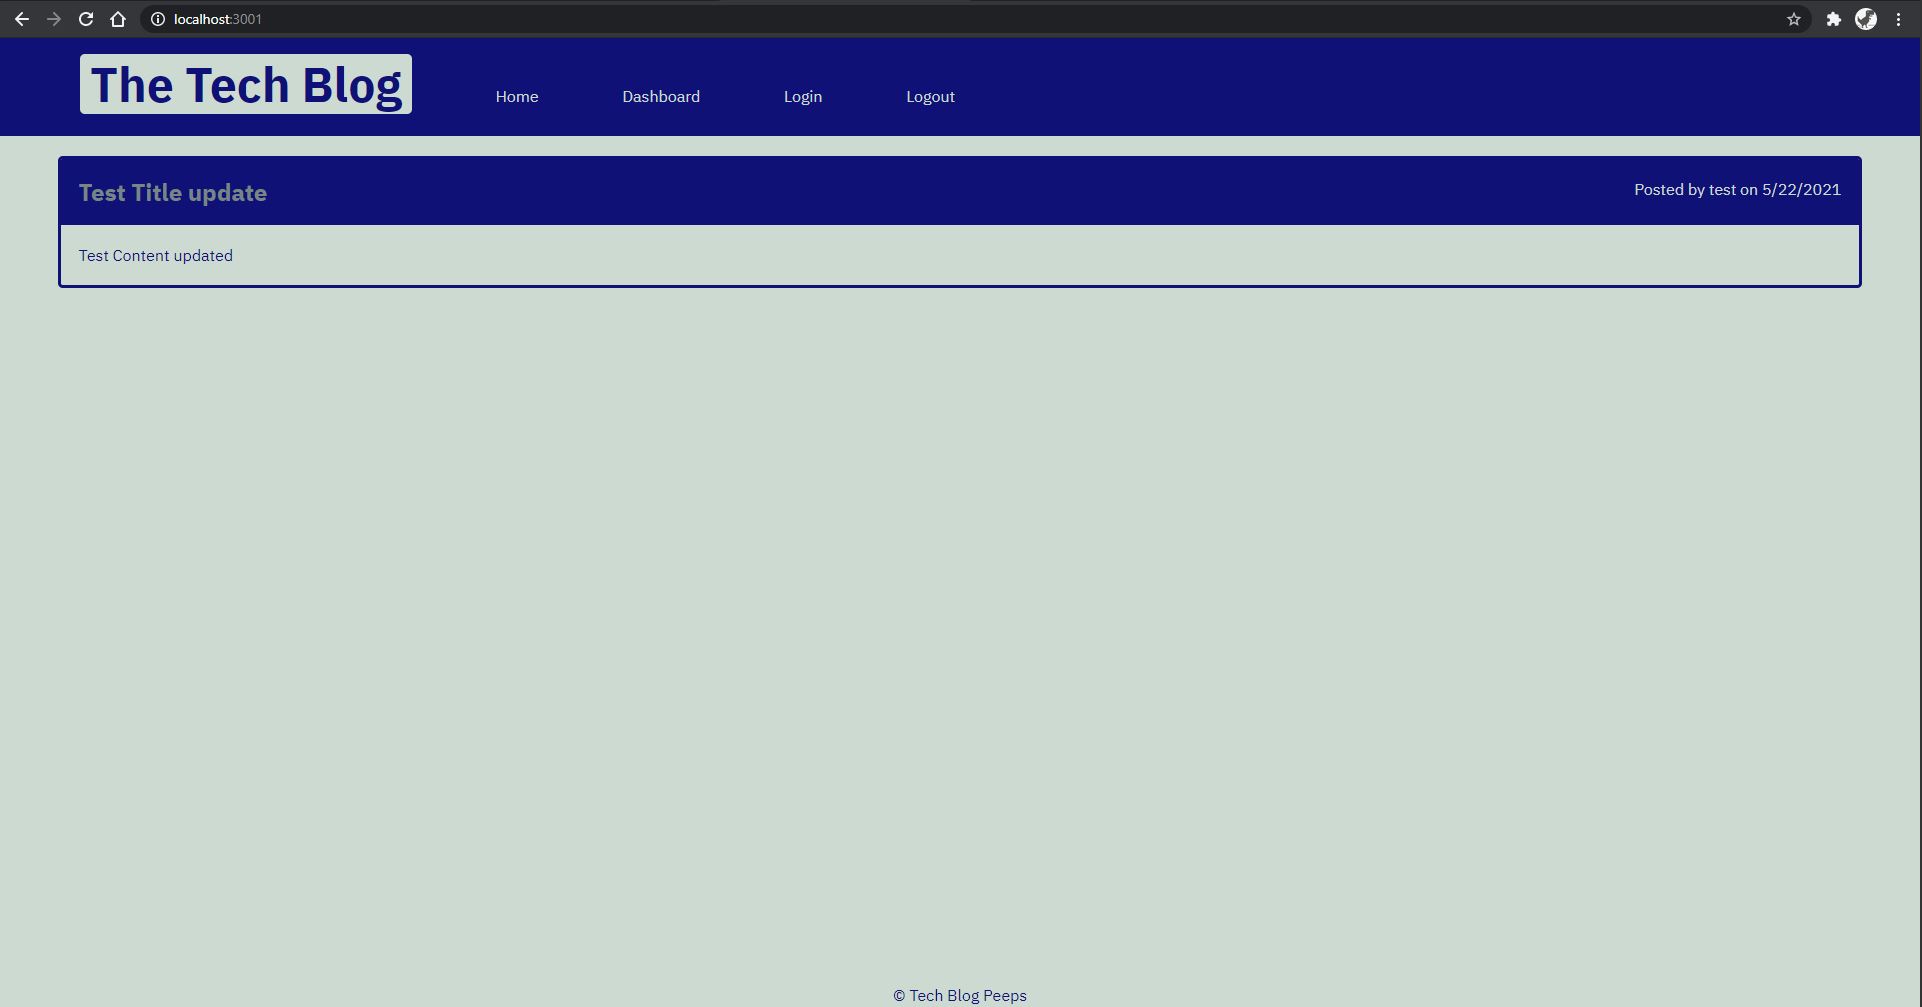 localhost:3001
The Tech Blog Home Dashboard Login Logout
Test Title update Posted by test on 5/22/2021
Test Content updated
© Tech Blog Peeps